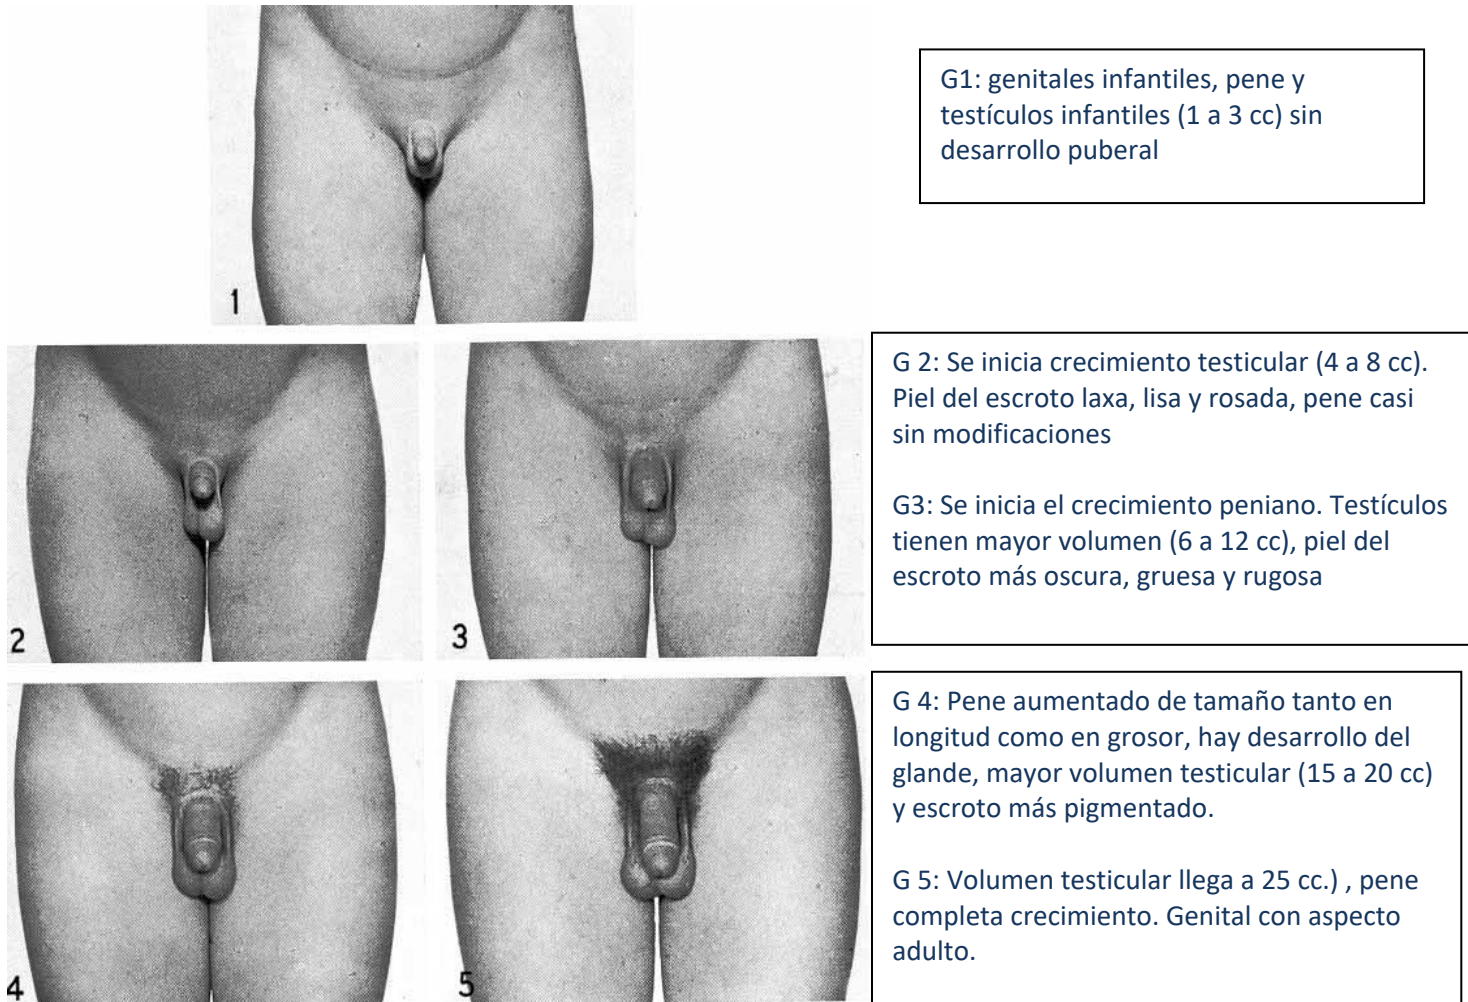 G1: genitales infantiles, pene y
testículos infantiles (1 a 3 cc) sin
desarrollo puberal
1
G 2: Se inicia crecimiento testicular (4 a 8 cc).
Piel del escroto laxa, lisa y rosada, pene casi
sin modificaciones
G3: Se inicia el crecimiento peniano. Testículos
tienen mayor volumen (6 a 12 cc), piel del
escroto más oscura, gruesa y rugosa
2
3
G 4: Pene aumentado de tamaño tanto en
longitud como en grosor, hay desarrollo del
glande, mayor volumen testicular (15 a 20 cc)
y escroto más pigmentado.
G 5: Volumen testicular llega a 25 cc.) , pene
completa crecimiento. Genital con aspecto
adulto.
4
5